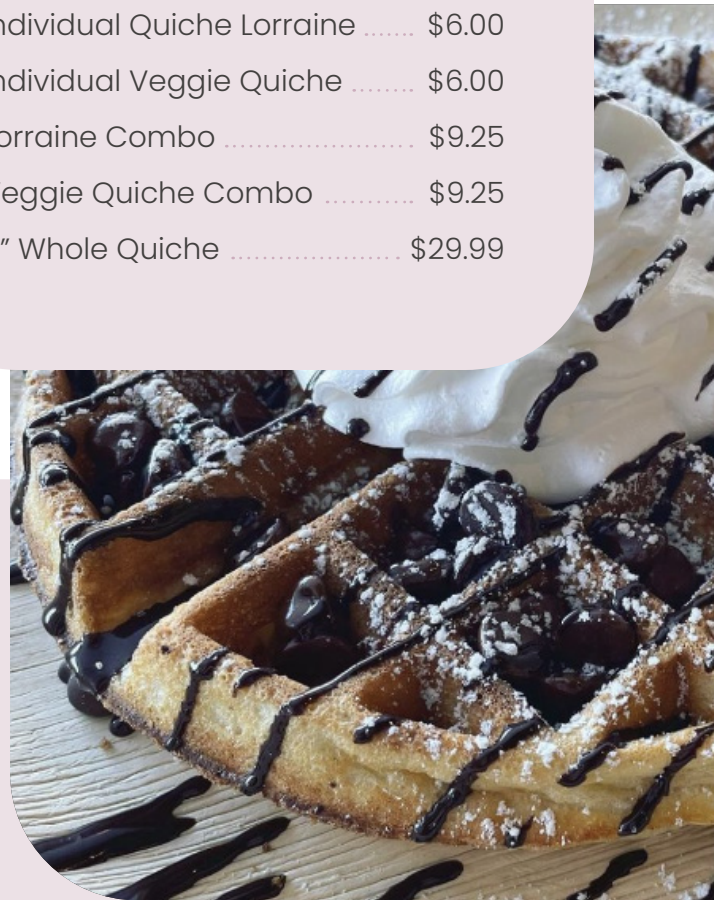 ndividual Quiche Lorraine ....... $6.00
ndividual Veggie Quiche ......... $6.00
orraine Combo ........................ $9.25
eggie Quiche Combo ............. $9.25
” Whole Quiche ..................... $29.99